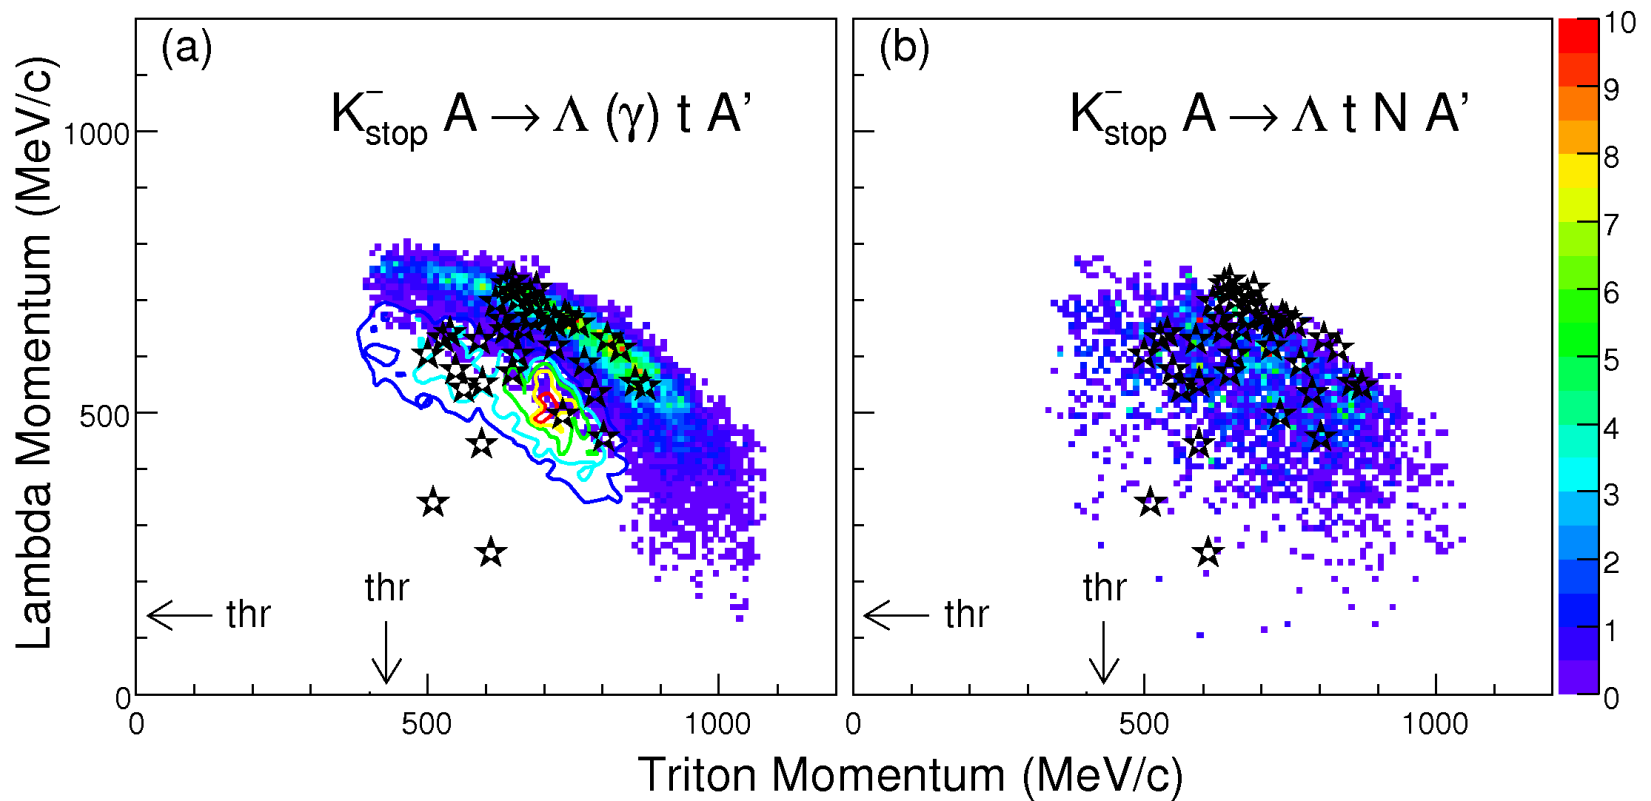 (a)
K⁻stop A → Λ (γ) t A’
(b)
K⁻stop A → Λ t N A’
Lambda Momentum (MeV/c)
1000
500
0
thr
thr
thr
thr
0
500
1000
0
500
1000
Triton Momentum (MeV/c)
10
9
8
7
6
5
4
3
2
1
0